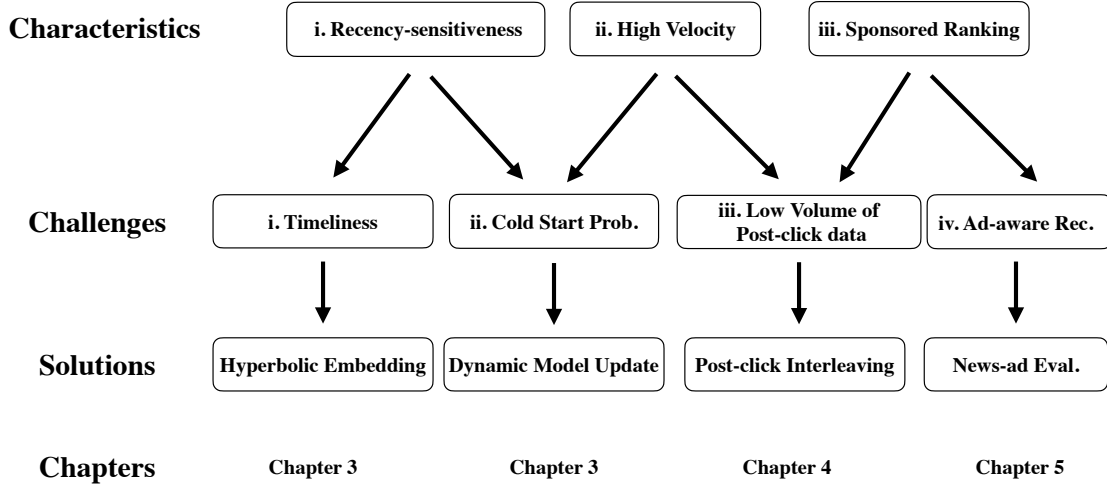 Characteristics
i. Recency-sensitiveness
ii. High Velocity
iii. Sponsored Ranking
Challenges
i. Timeliness
ii. Cold Start Prob.
iii. Low Volume of
Post-click data
iv. Ad-aware Rec.
Solutions
Hyperbolic Embedding
Dynamic Model Update
Post-click Interleaving
News-ad Eval.
Chapters
Chapter 3
Chapter 3
Chapter 4
Chapter 5